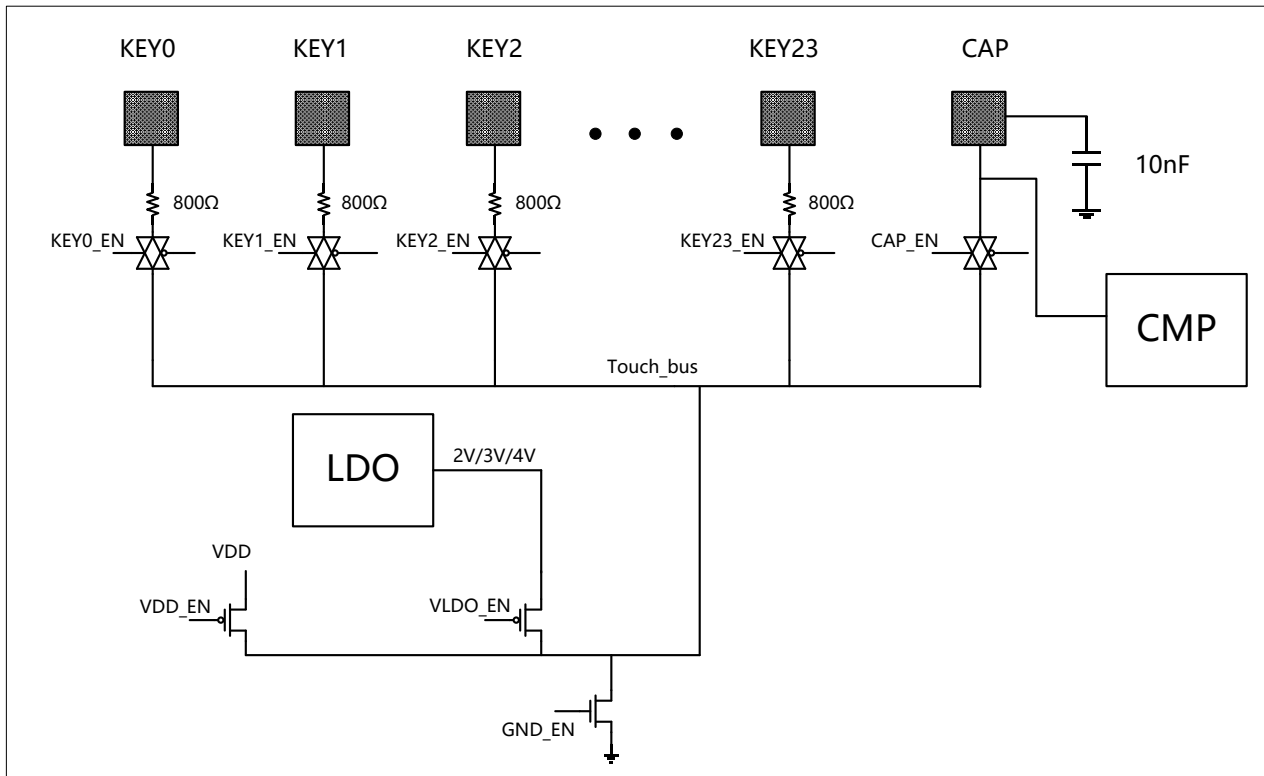 KEY0 KEY1 KEY2 KEY23 CAP
10nF
800Ω 800Ω 800Ω 800Ω
KEY0_EN KEY1_EN KEY2_EN KEY23_EN CAP_EN
CMP
Touch_bus
LDO
2V/3V/4V
VDD
VDD_EN VLDO_EN
GND_EN